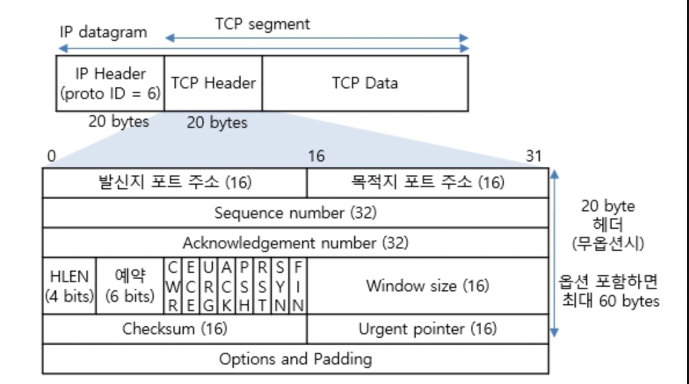 IP datagram
TCP segment
IP Header
(proto ID = 6)
TCP Header
TCP Data
20 bytes
20 bytes
0
16
31
발신지 포트 주소 (16)
목적지 포트 주소 (16)
Sequence number (32)
Acknowledgement number (32)
HLEN
(4 bits)
예약
(6 bits)
CWR
ECE
URG
ACK
PSH
RST
SYN
FIN
Window size (16)
Checksum (16)
Urgent pointer (16)
Options and Padding
20 byte
헤더
(무옵션시)
옵션 포함하면
최대 60 bytes